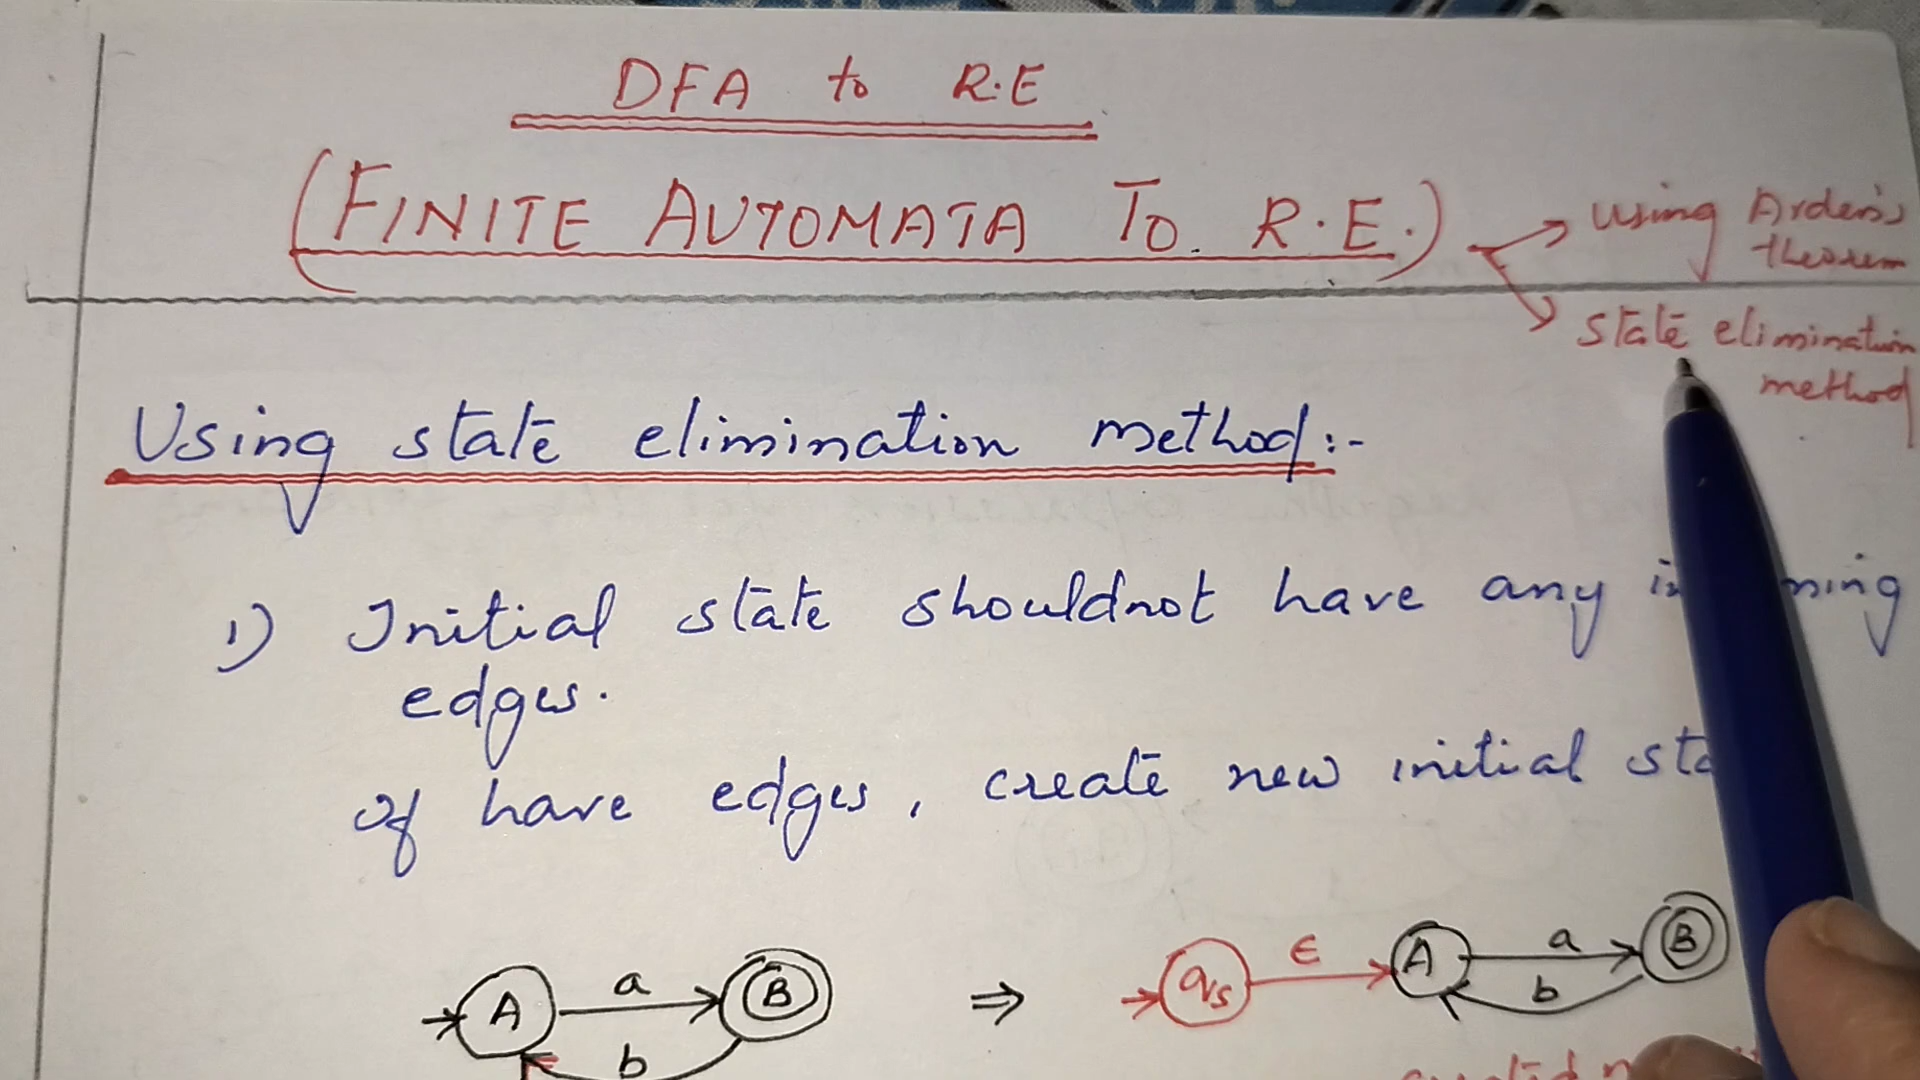 DFA to R.E
(FINITE AUTOMATA TO R.E.)
using Arden's
theorem
state elimination
method
Using state elimination method:-
1) Initial state shouldnot have any
edges.
If have edges, create new initial
A a B b
⇒
qs ε A a B b